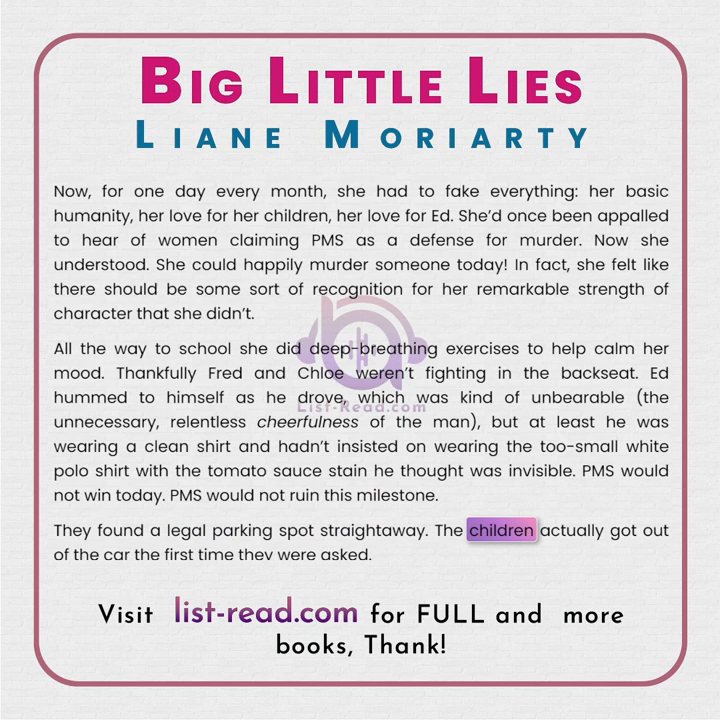 BIG LITTLE LIES
LIANE MORIARTY
Now, for one day every month, she had to fake everything: her basic
humanity, her love for her children, her love for Ed. She’d once been appalled
to hear of women claiming PMS as a defense for murder. Now she
understood. She could happily murder someone today! In fact, she felt like
there should be some sort of recognition for her remarkable strength of
character that she didn’t.
All the way to school she did deep-breathing exercises to help calm her
mood. Thankfully Fred and Chloe weren’t fighting in the backseat. Ed
hummed to himself as he drove, which was kind of unbearable (the
List-Read.com
unnecessary, relentless cheerfulness of the man), but at least he was
wearing a clean shirt and hadn’t insisted on wearing the too-small white
polo shirt with the tomato sauce stain he thought was invisible. PMS would
not win today. PMS would not ruin this milestone.
They found a legal parking spot straightaway. The children actually got out
of the car the first time they were asked.
Visit list-read.com for FULL and more
books, Thank!